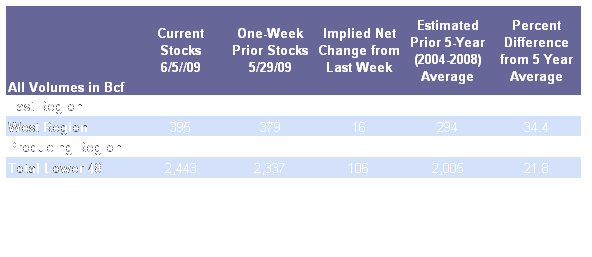 Current
Stocks
6/5//09
One-Week
Prior Stocks
5/29/09
Implied Net
Change from
Last Week
Estimated
Prior 5-Year
(2004-2008)
Average
Percent
Difference
from 5 Year
Average
All Volumes in Bcf
East Region
West Region 395 379 16 294 34.4
Producing Region
Total Lower 48 2,443 2,337 106 2,005 21.8